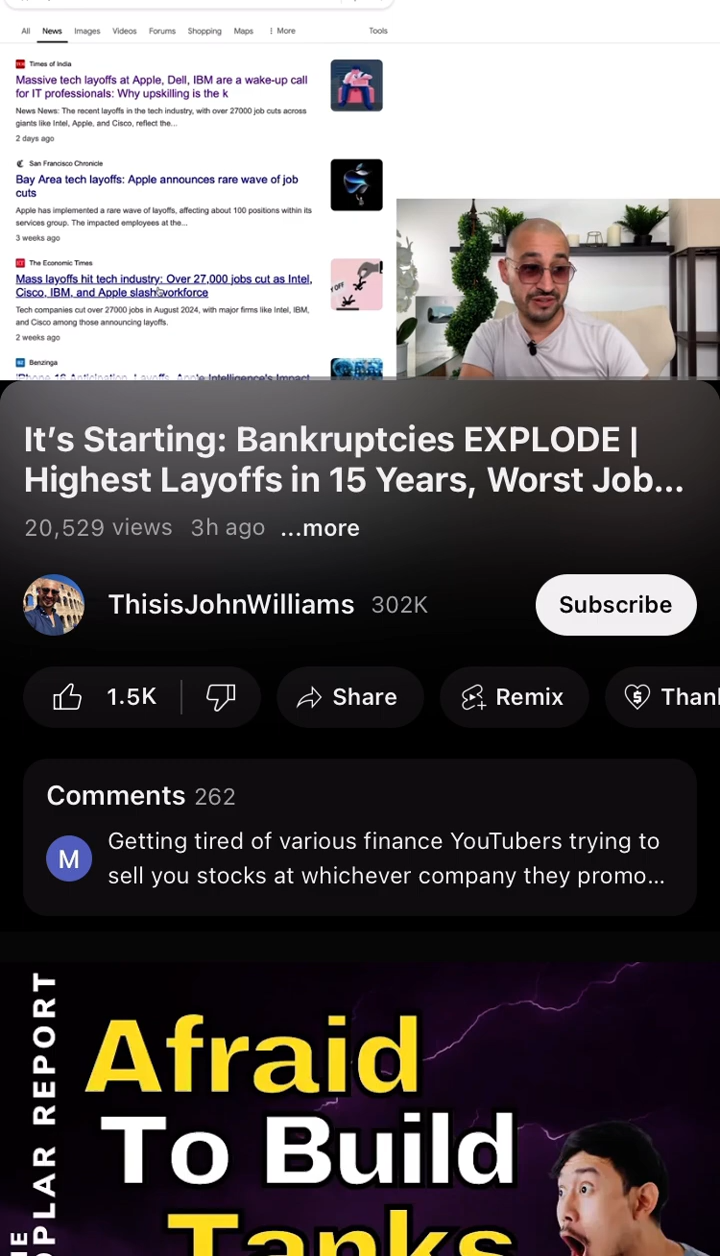 All News Images Videos Forums Shopping Maps More Tools
Times of India
Massive tech layoffs at Apple, Dell, IBM are a wake-up call
for IT professionals: Why upskilling is the k
News News: The recent layoffs in the tech industry, with over 27000 job cuts across
giants like Intel, Apple, and Cisco, reflect the...
2 days ago
San Francisco Chronicle
Bay Area tech layoffs: Apple announces rare wave of job
cuts
Apple has implemented a rare wave of layoffs, affecting about 100 positions within its
services group. The impacted employees at the...
3 weeks ago
The Economic Times
Mass layoffs hit tech industry: Over 27,000 jobs cut as Intel,
Cisco, IBM, and Apple slash workforce
Tech companies cut over 27000 jobs in August 2024, with major firms like Intel, IBM,
and Cisco among those announcing layoffs.
2 weeks ago
Benzinga
iPhone 16 Anticipation, Layoffs, Apple Intelligence's Impact
It's Starting: Bankruptcies EXPLODE |
Highest Layoffs in 15 Years, Worst Job...
20,529 views 3h ago ...more
ThisisJohnWilliams 302K
Subscribe
1.5K
Share
Remix
Than
Comments 262
M
Getting tired of various finance YouTubers trying to
sell you stocks at whichever company they promo...
PLAR REPORT
Afraid
To Build
Tanks